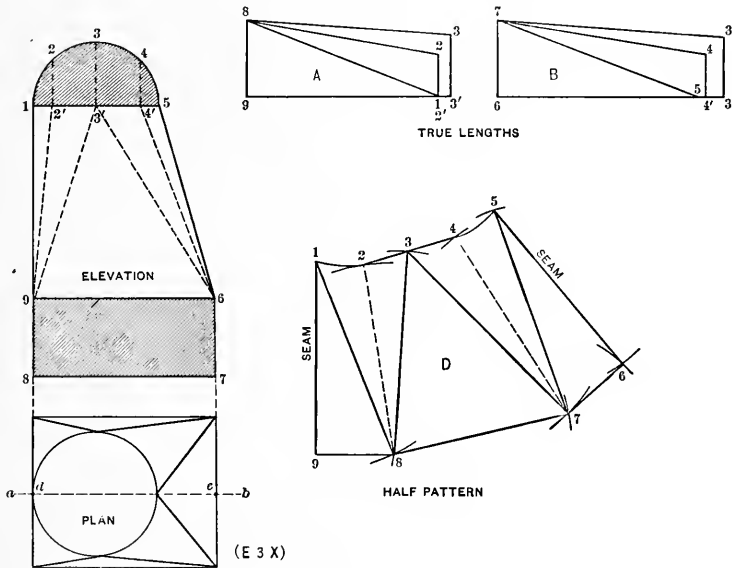 3
2
4
1
2'
3'
4'
5
ELEVATION
9
6
8
7
a
d
e
b
PLAN
(E 3 X)
8
3
2
A
9
1
3'
2'
7
3
4
B
6
5
4'
3
TRUE LENGTHS
5
4
3
2
1
SEAM
SEAM
D
6
7
9
8
HALF PATTERN